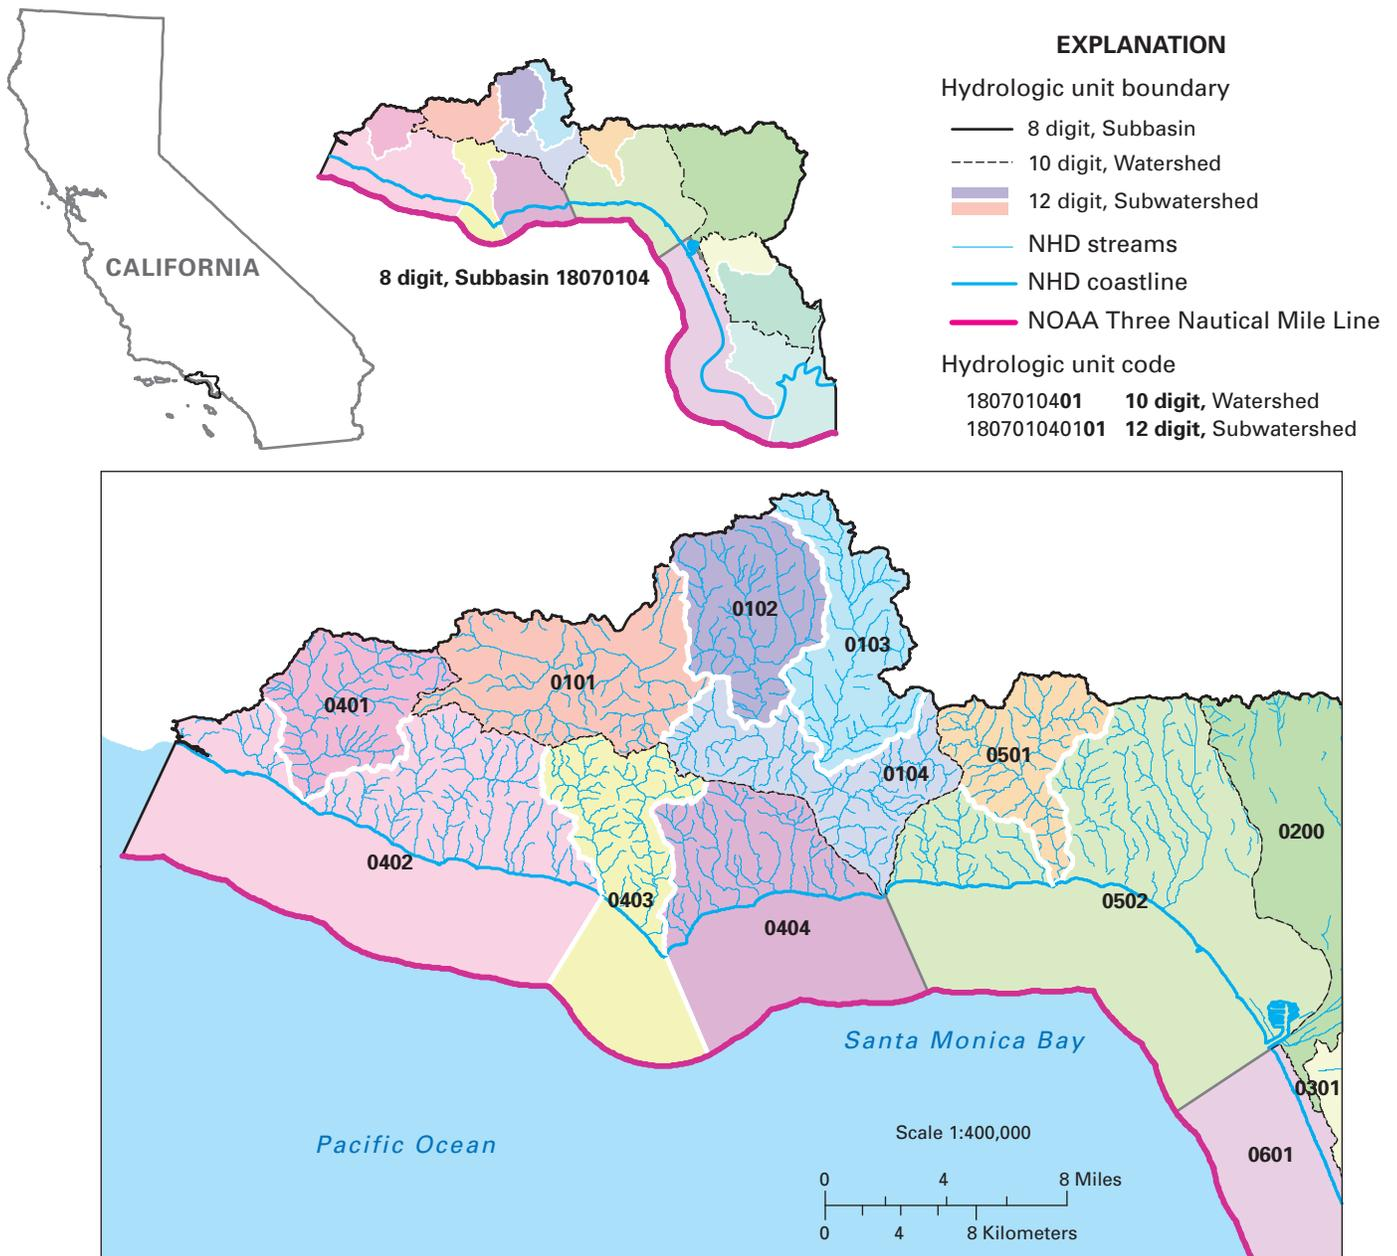 EXPLANATION
Hydrologic unit boundary
8 digit, Subbasin
10 digit, Watershed
12 digit, Subwatershed
NHD streams
NHD coastline
NOAA Three Nautical Mile Line
Hydrologic unit code
1807010401 10 digit, Watershed
180701040101 12 digit, Subwatershed
CALIFORNIA
8 digit, Subbasin 18070104
0102
0103
0101
0401
0501
0104
0200
0402
0403
0502
0404
Santa Monica Bay
0301
Pacific Ocean
Scale 1:400,000
0601
0 4 8 Miles
0 4 8 Kilometers